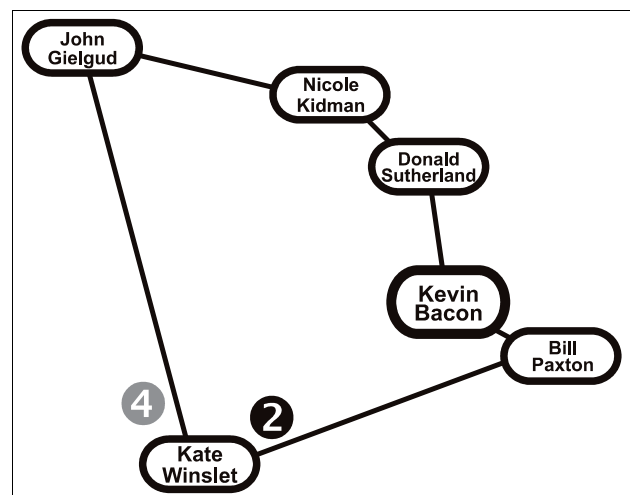 John
Gielgud
Nicole
Kidman
Donald
Sutherland
Kevin
Bacon
Bill
Paxton
4
2
Kate
Winslet